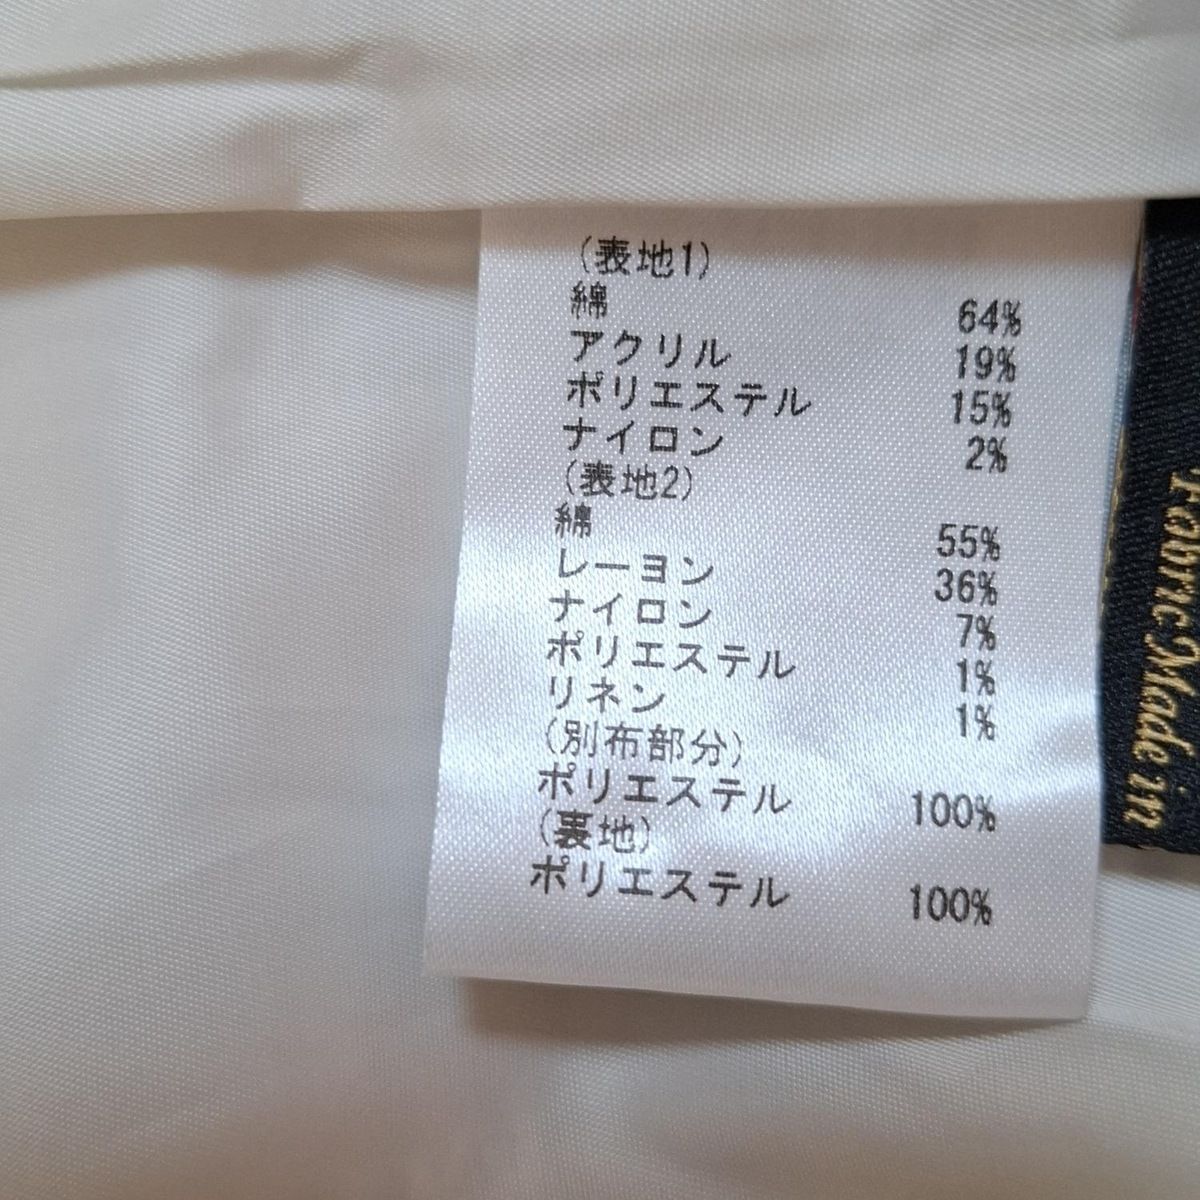 (表地1)
綿 64%
アクリル 19%
ポリエステル 15%
ナイロン 2%
(表地2)
綿 55%
レーヨン 36%
ナイロン 7%
ポリエステル 1%
リネン 1%
(別布部分)
ポリエステル 100%
(裏地)
ポリエステル 100%
Fabric Made in